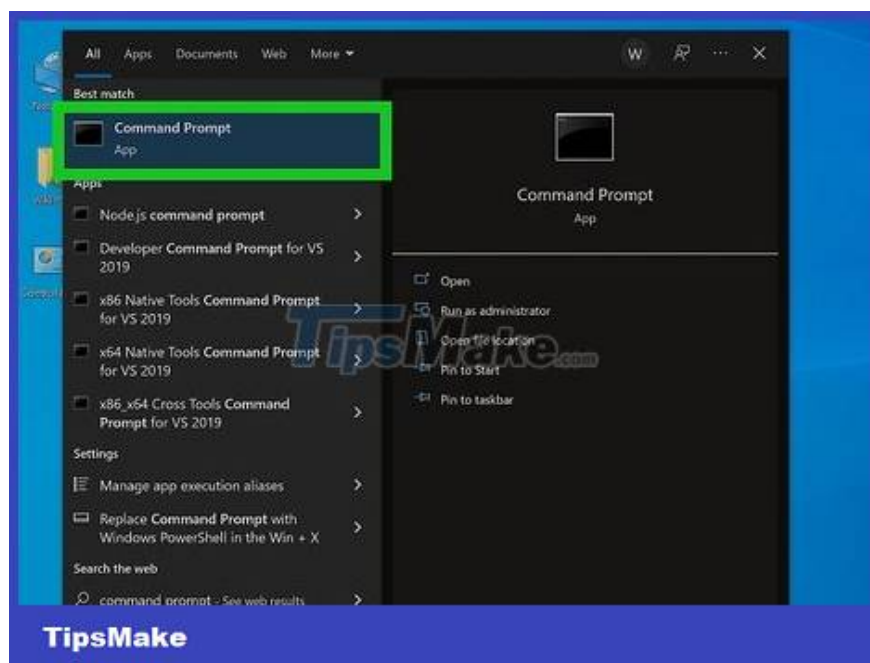 All Apps Documents Web More W
Best match
Command Prompt
App
Apps
Node.js command prompt
Developer Command Prompt for VS
2019
x86 Native Tools Command Prompt
for VS 2019
x64 Native Tools Command Prompt
for VS 2019
x86_x64 Cross Tools Command
Prompt for VS 2019
Settings
Manage app execution aliases
Replace Command Prompt with
Windows PowerShell in the Win + X
Search the web
command prompt - See web results
Command Prompt
App
Open
Run as administrator
Open file location
Pin to Start
Pin to taskbar
TipsMake.com
TipsMake